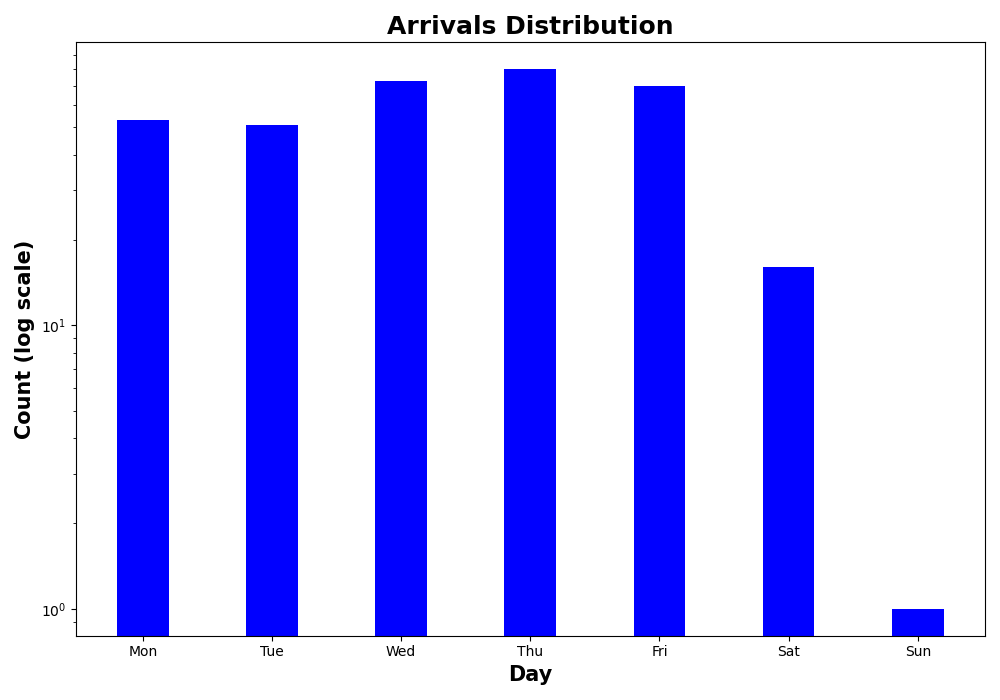 Arrivals Distribution
Count (log scale)
10¹
10⁰
Mon Tue Wed Thu Fri Sat Sun
Day